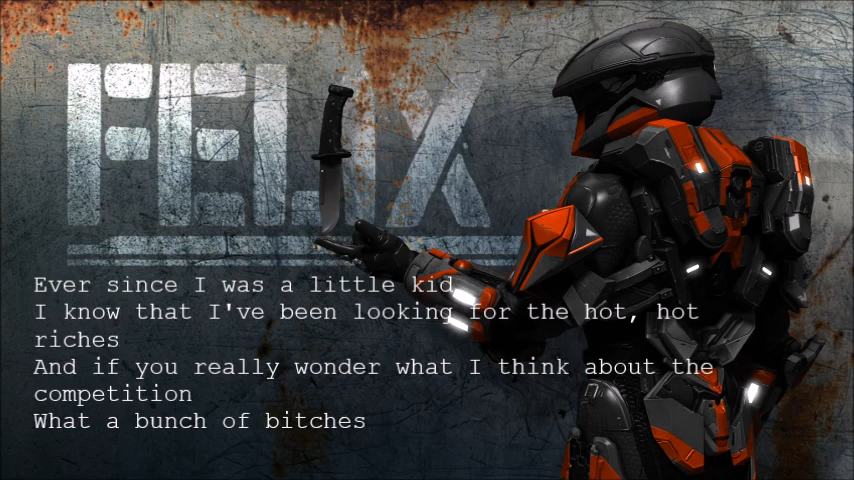 FELIX
Ever since I was a little kid
I know that I've been looking for the hot, hot
riches
And if you really wonder what I think about the
competition
What a bunch of bitches